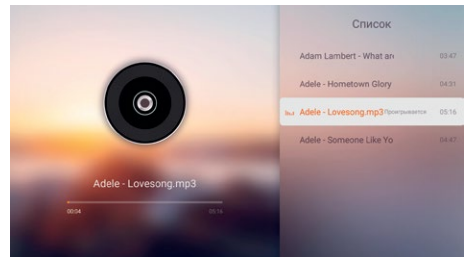 Список
Adam Lambert - What are 03:47
Adele - Hometown Glory 04:31
Adele - Lovesong.mp3 Проигрывается 05:16
Adele - Someone Like Yo 04:47
Adele - Lovesong.mp3
00:04 05:16